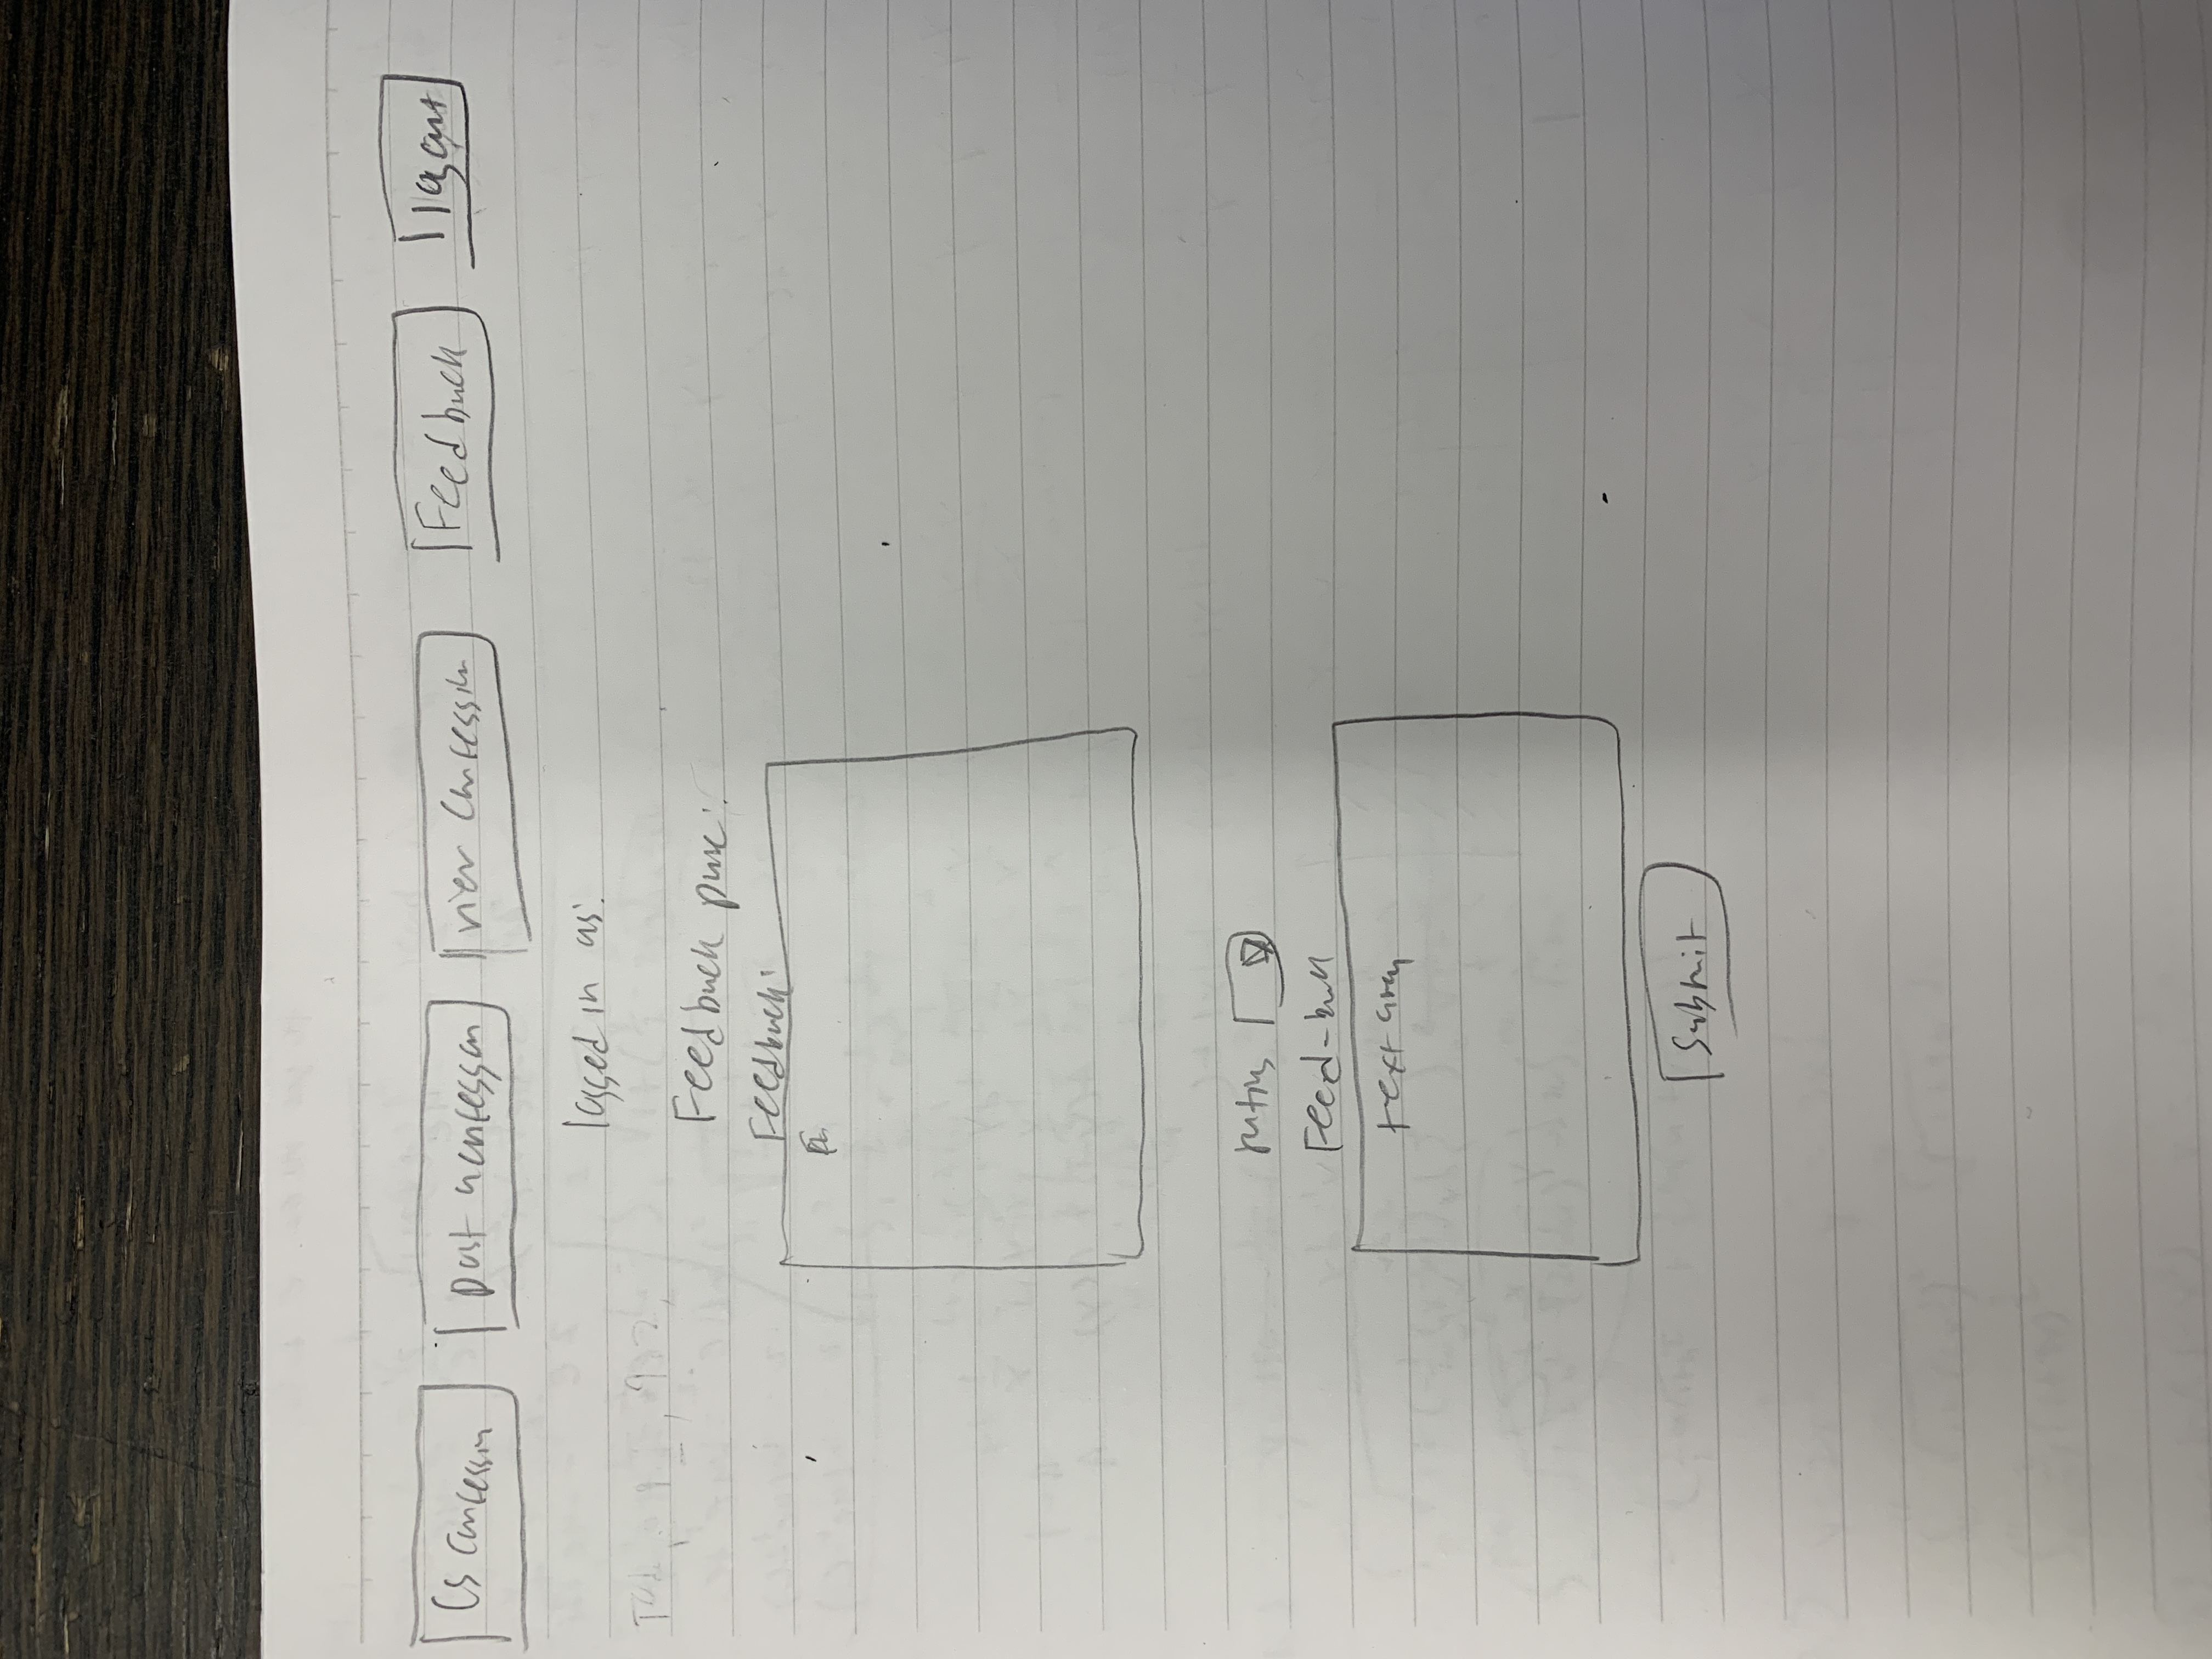 CS Confession Post a confession view Confession Feedback logout
logged in as:
Feedback page:
Feedback:
rating
Feed-back
text area
Submit